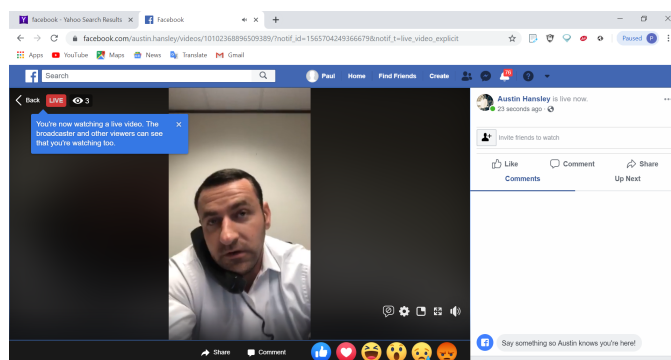 facebook - Yahoo Search Results
Facebook
facebook.com/austin.hansley/videos/10102368896509389/?notif_id=1565704249366679&notif_t=live_video_explicit
Paused
P
Apps
YouTube
Maps
News
Translate
Gmail
Search
Paul
Home
Find Friends
Create
76
Back
LIVE
3
You're now watching a live video. The
broadcaster and other viewers can see
that you're watching too.
Austin Hansley is live now.
23 seconds ago
Invite friends to watch
Like
Comment
Share
Comments
Up Next
Share
Comment
Say something so Austin knows you're here!